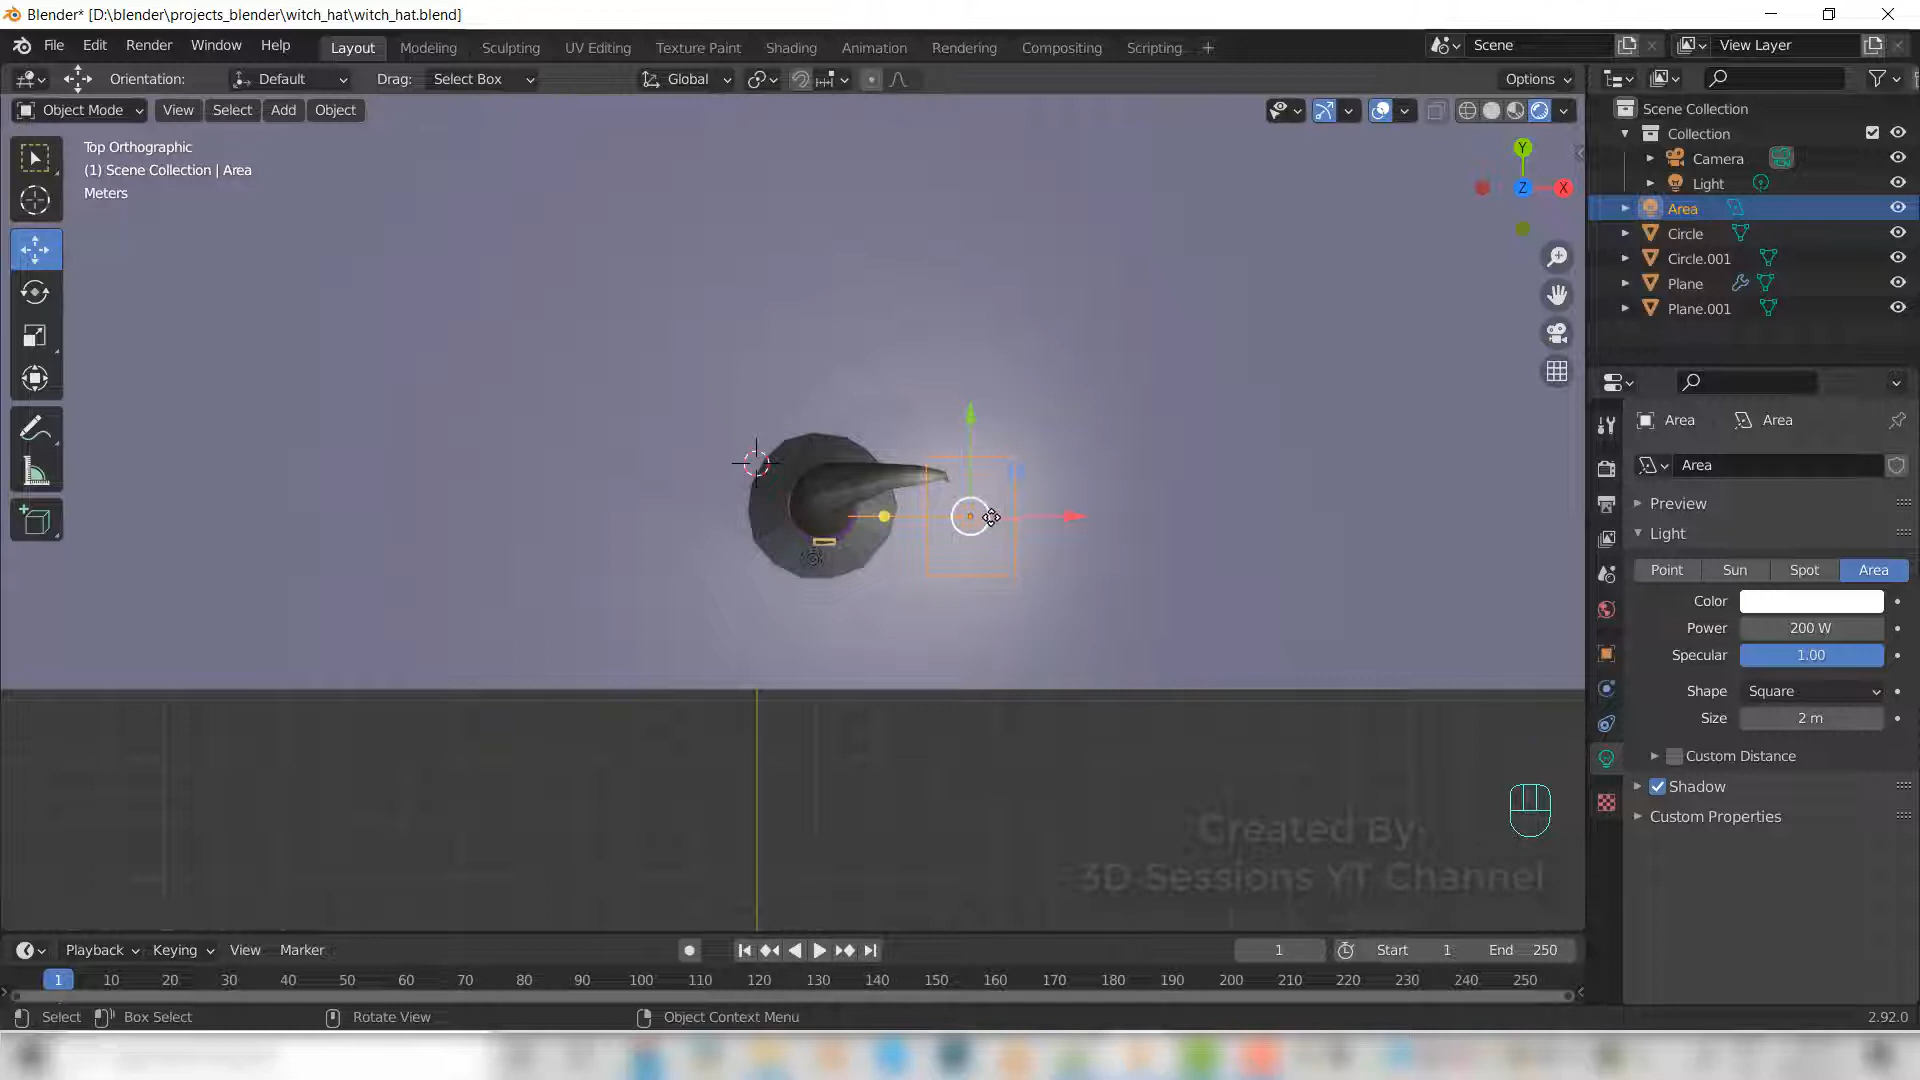 Blender* [D:\blender\projects_blender\witch_hat\witch_hat.blend]
File Edit Render Window Help Layout Modeling Sculpting UV Editing Texture Paint Shading Animation Rendering Compositing Scripting + Scene View Layer
Orientation: Default Drag: Select Box Global Options
Object Mode View Select Add Object
Top Orthographic
(1) Scene Collection | Area
Meters
Y
Z X
Scene Collection
Collection
Camera
Light
Area
Circle
Circle.001
Plane
Plane.001
Area Area
Area
Preview
Light
Point Sun Spot Area
Color
Power 200 W
Specular 1.00
Shape Square
Size 2 m
Custom Distance
Shadow
Custom Properties
Created By
3D Sessions YT Channel
Playback Keying View Marker 1 Start 1 End 250
1 10 20 30 40 50 60 70 80 90 100 110 120 130 140 150 160 170 180 190 200 210 220 230 240 250
Select Box Select Rotate View Object Context Menu 2.92.0